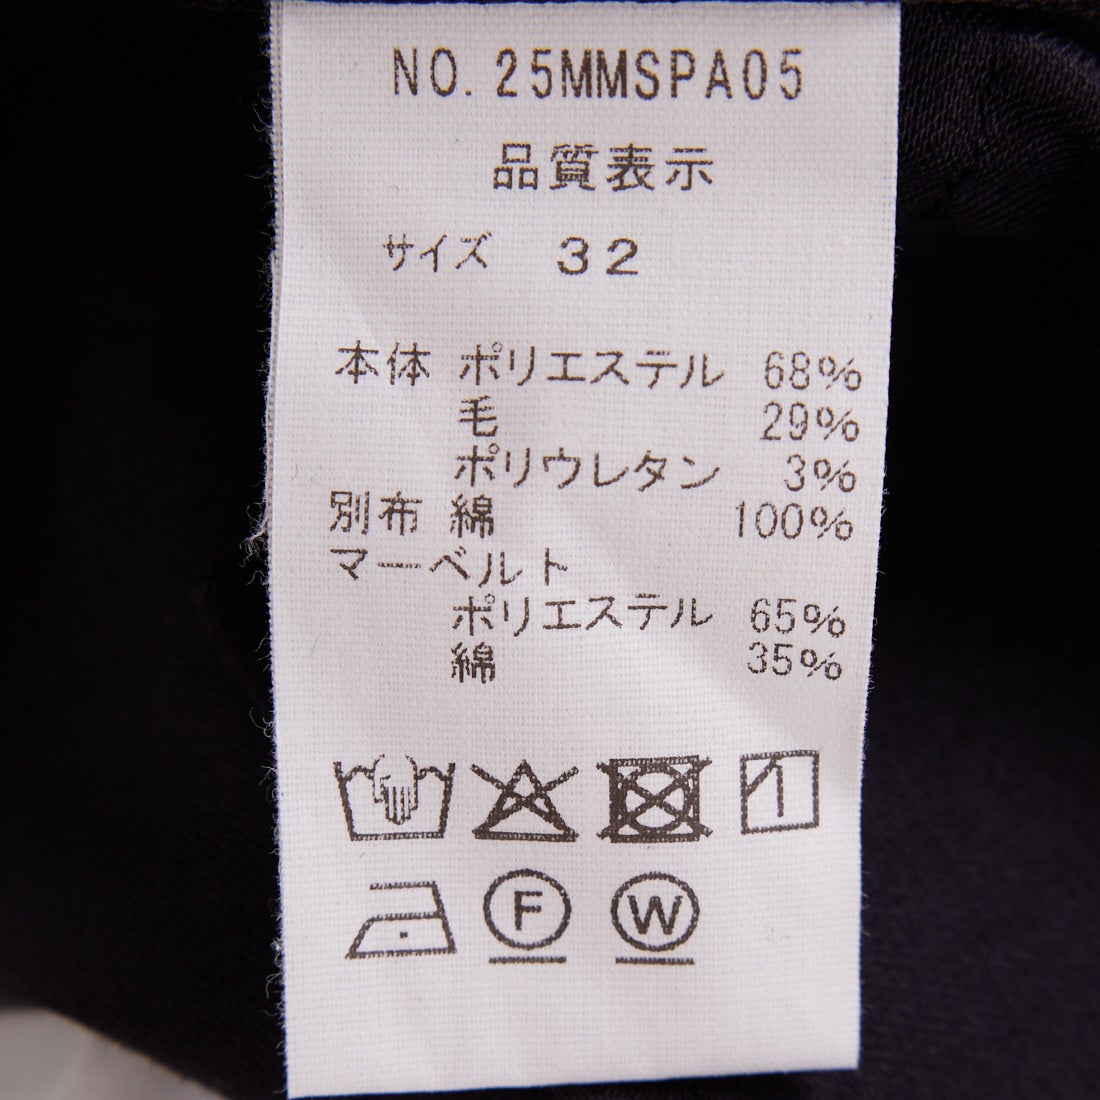 NO. 25MMSPA05
品質表示
サイズ 32
本体 ポリエステル 68%
毛 29%
ポリウレタン 3%
別布 綿 100%
マーベルト
ポリエステル 65%
綿 35%
F W